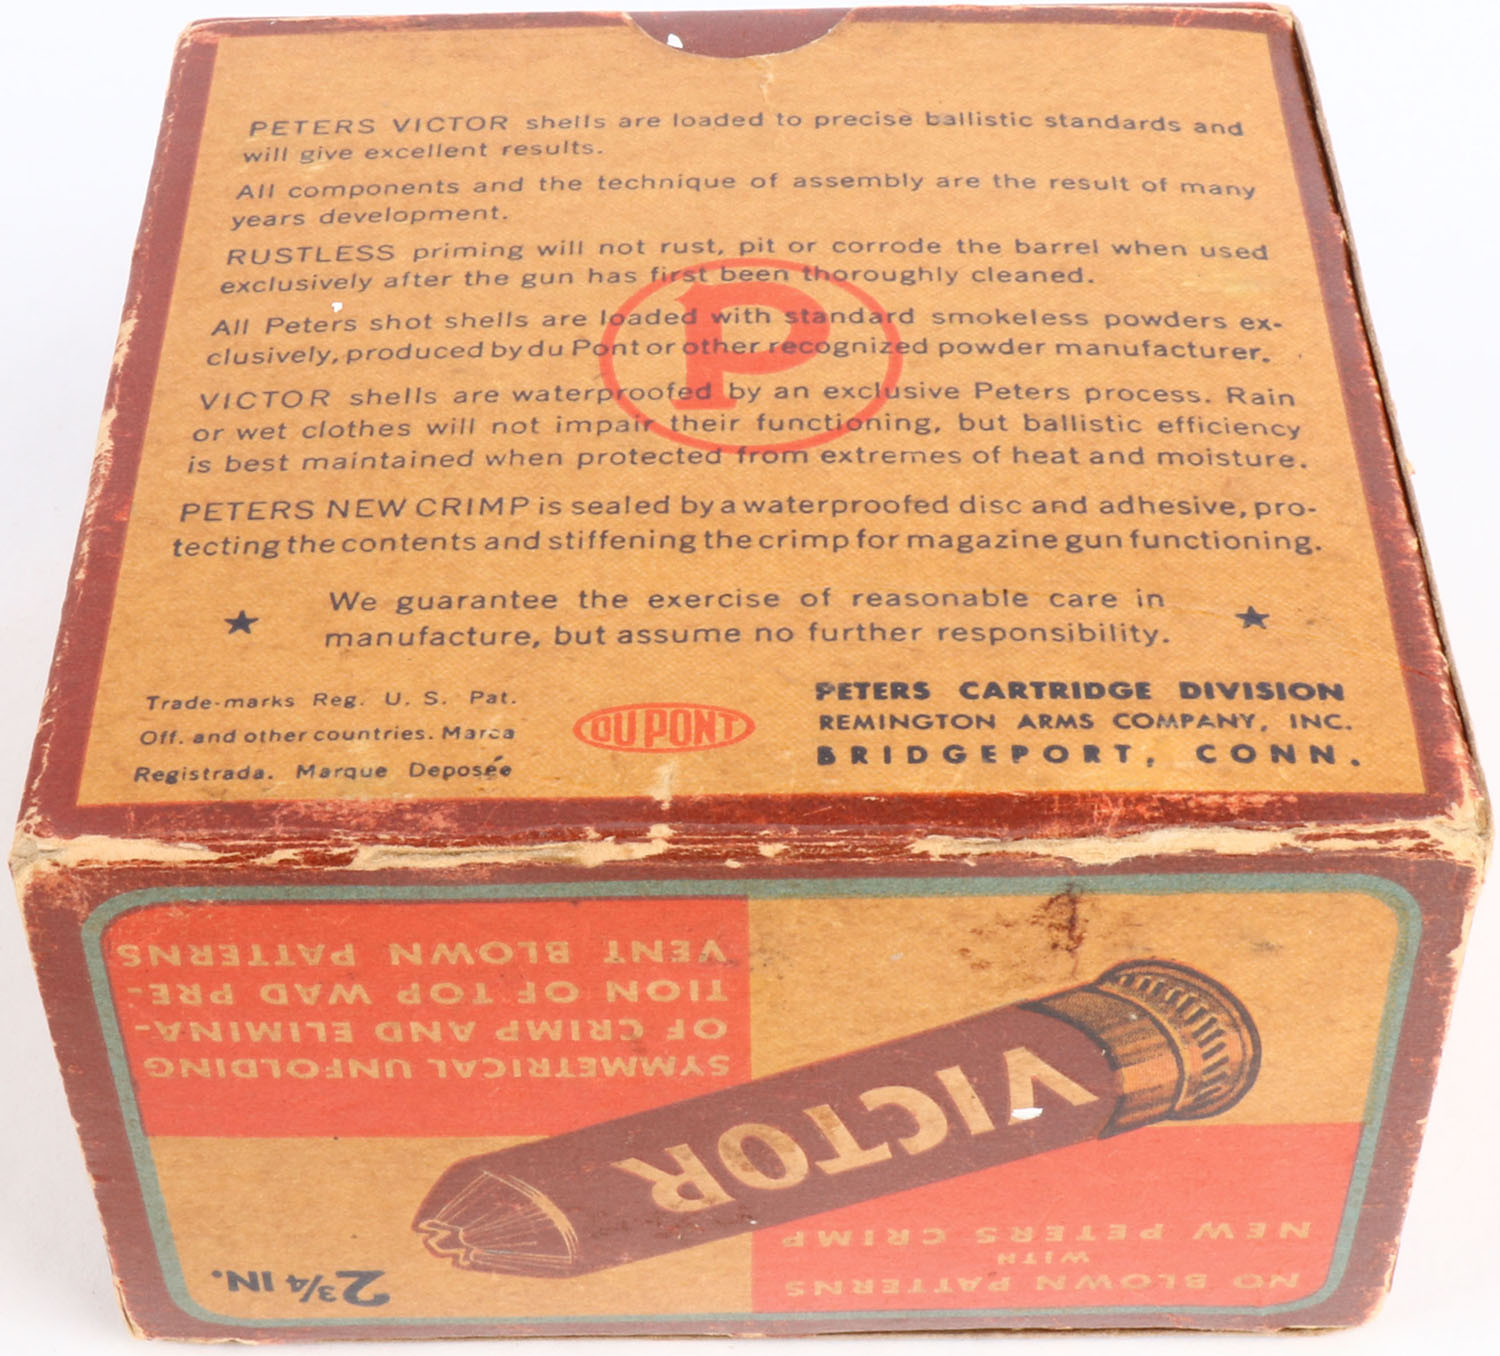 PETERS VICTOR shells are loaded to precise ballistic standards and
will give excellent results.
All components and the technique of assembly are the result of many
years development.
RUSTLESS priming will not rust, pit or corrode the barrel when used
exclusively after the gun has first been thoroughly cleaned.
All Peters shot shells are loaded with standard smokeless powders ex-
clusively, produced by du Pont or other recognized powder manufacturer.
VICTOR shells are waterproofed by an exclusive Peters process. Rain
or wet clothes will not impair their functioning, but ballistic efficiency
is best maintained when protected from extremes of heat and moisture.
PETERS NEW CRIMP is sealed by a waterproofed disc and adhesive, pro-
tecting the contents and stiffening the crimp for magazine gun functioning.
We guarantee the exercise of reasonable care in
manufacture, but assume no further responsibility.
P
Trade-marks Reg. U. S. Pat.
Off. and other countries. Marca
Registrada. Marque Deposée
DU PONT
PETERS CARTRIDGE DIVISION
REMINGTON ARMS COMPANY, INC.
BRIDGEPORT, CONN.
NO BLOWN PATTERNS
WITH
NEW PETERS CRIMP
2¾ IN.
VICTOR
SYMMETRICAL UNFOLDING
OF CRIMP AND ELIMINA-
TION OF TOP WAD PRE-
VENT BLOWN PATTERNS